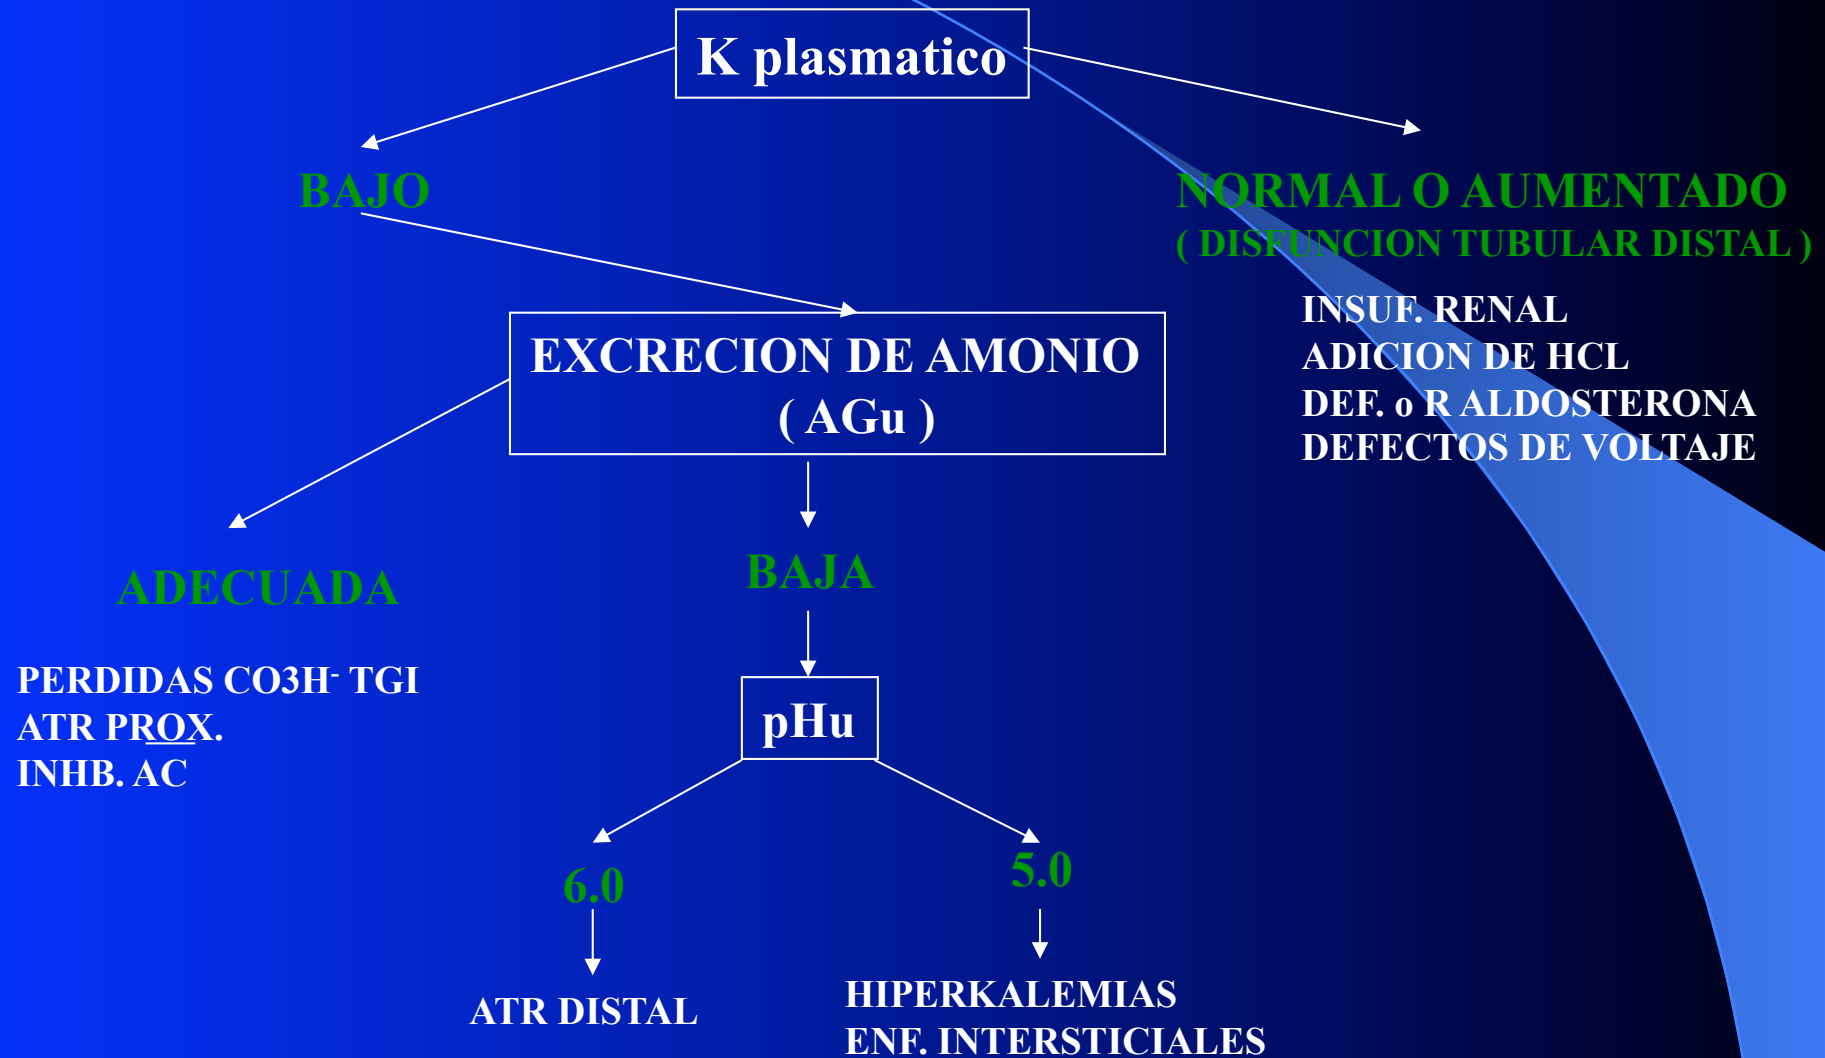 K plasmatico
BAJO
NORMAL O AUMENTADO
( DISFUNCION TUBULAR DISTAL )
INSUF. RENAL
ADICION DE HCL
DEF. o R ALDOSTERONA
DEFECTOS DE VOLTAJE
EXCRECION DE AMONIO
( AGu )
ADECUADA
BAJA
PERDIDAS CO3H- TGI
ATR PROX.
INHB. AC
pHu
6.0
5.0
ATR DISTAL
HIPERKALEMIAS
ENF. INTERSTICIALES